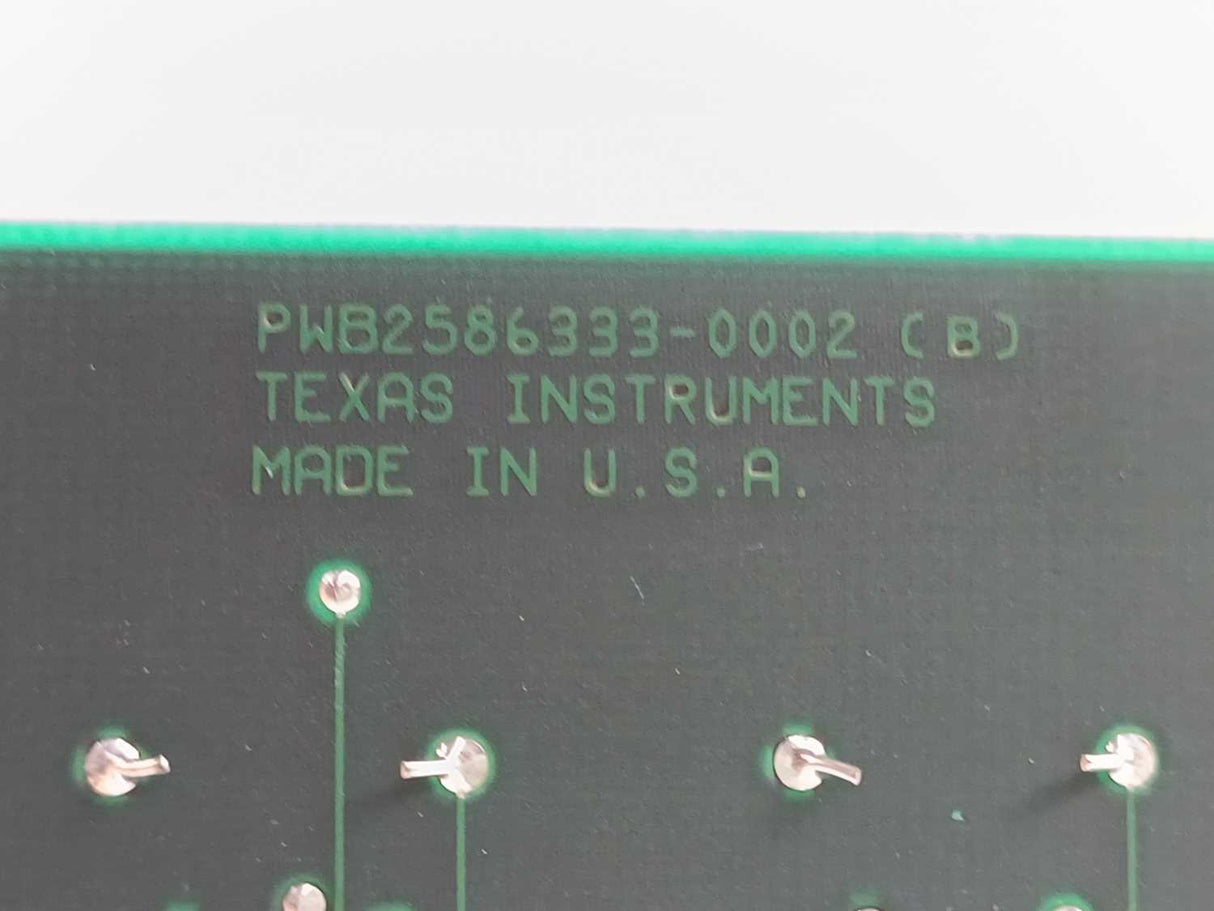 PWB2586333-0002 (B)
TEXAS INSTRUMENTS
MADE IN U.S.A.